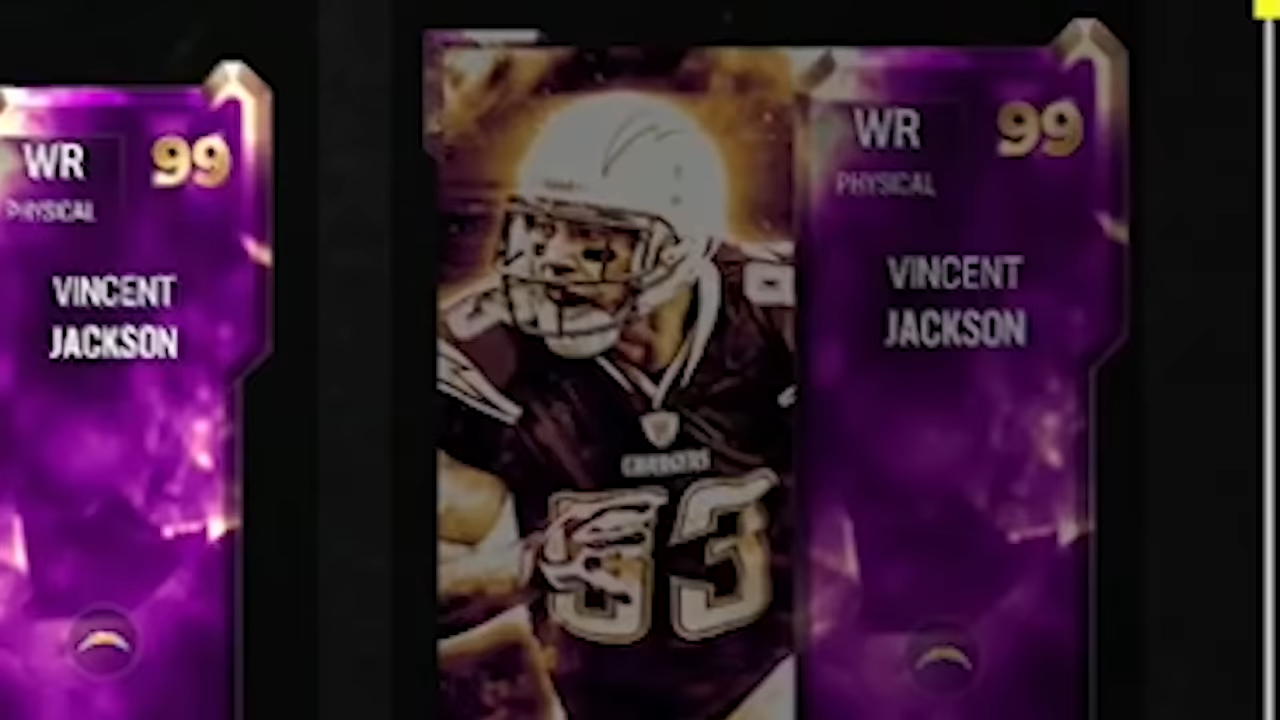 WR
99
PHYSICAL
VINCENT
JACKSON
WR
99
PHYSICAL
VINCENT
JACKSON
CHARGERS
83